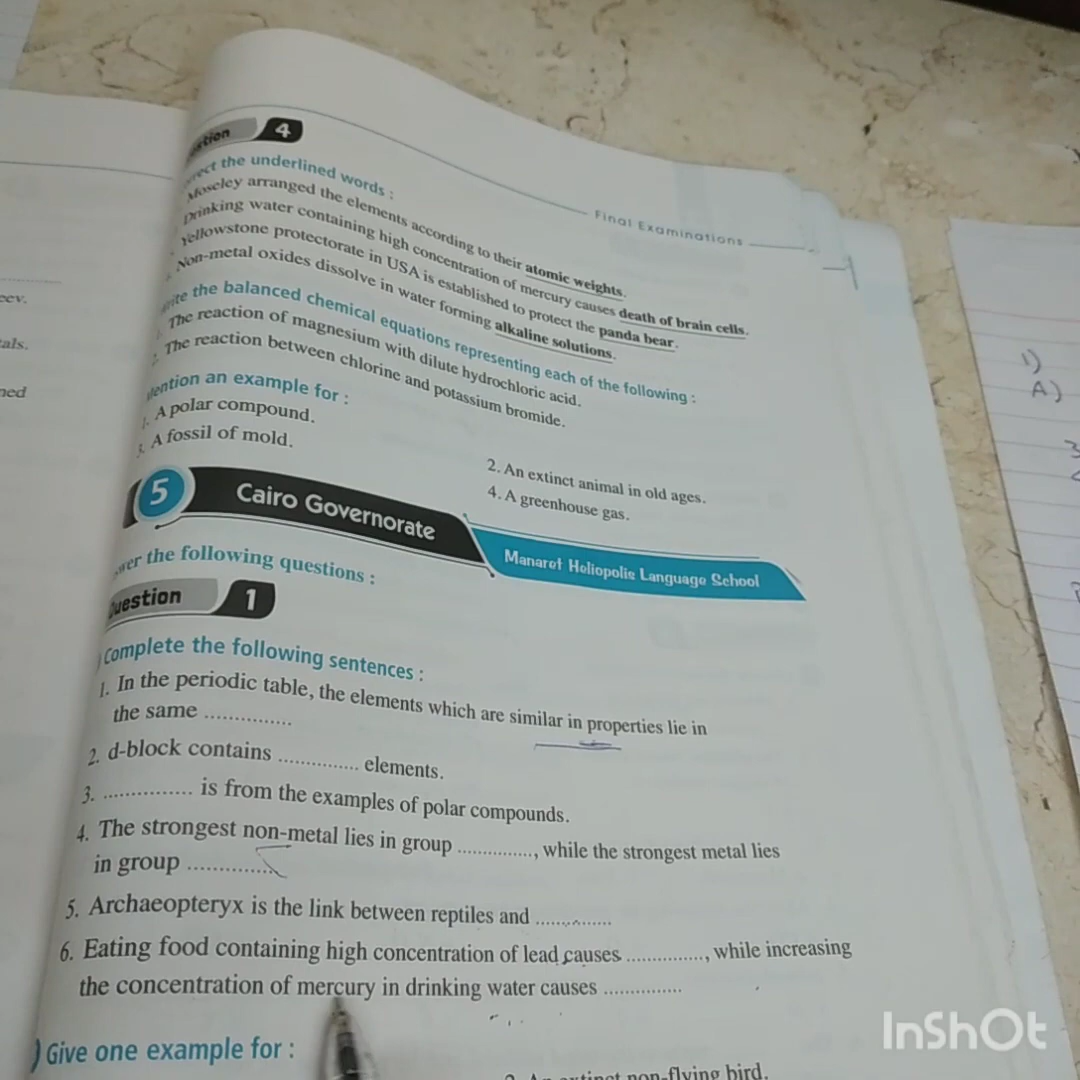 4
Final Examinations
the underlined words :
Moseley arranged the elements according to their atomic weights.
Drinking water containing high concentration of mercury causes death of brain cells.
Yellowstone protectorate in USA is established to protect the panda bear.
Non-metal oxides dissolve in water forming alkaline solutions.
the balanced chemical equations representing each of the following :
The reaction of magnesium with dilute hydrochloric acid.
The reaction between chlorine and potassium bromide.
an example for :
1. A polar compound.
2. An extinct animal in old ages.
3. A fossil of mold.
4. A greenhouse gas.
5 Cairo Governorate
Manaret Heliopolis Language School
the following questions :
Question 1
Complete the following sentences :
1. In the periodic table, the elements which are similar in properties lie in
the same ...............
2. d-block contains .............. elements.
3. ............... is from the examples of polar compounds.
4. The strongest non-metal lies in group .............., while the strongest metal lies
in group ...............
5. Archaeopteryx is the link between reptiles and ..............
6. Eating food containing high concentration of lead causes .............., while increasing
the concentration of mercury in drinking water causes ..............
Give one example for :
non-flying bird.
1)
A)
InShOt